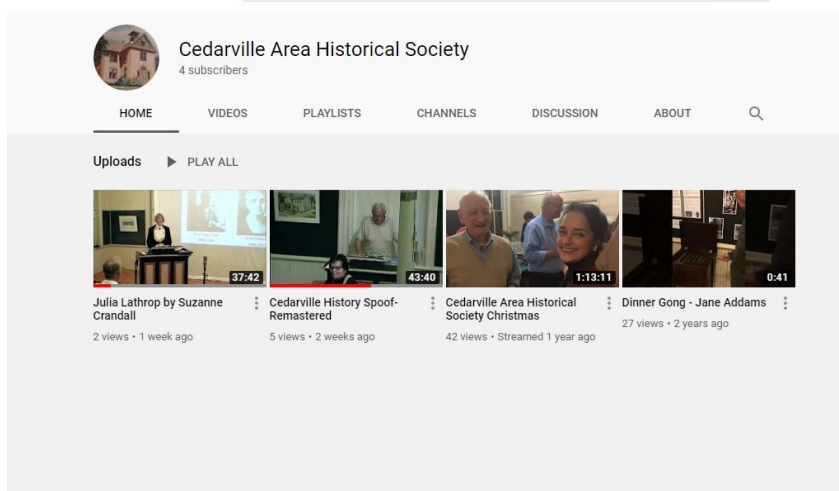 Cedarville Area Historical Society
4 subscribers
HOME VIDEOS PLAYLISTS CHANNELS DISCUSSION ABOUT
Uploads PLAY ALL
37:42 43:40 1:13:11 0:41
Julia Lathrop by Suzanne Crandall
2 views • 1 week ago
Cedarville History Spoof-
Remastered
5 views • 2 weeks ago
Cedarville Area Historical
Society Christmas
42 views • Streamed 1 year ago
Dinner Gong - Jane Addams
27 views • 2 years ago